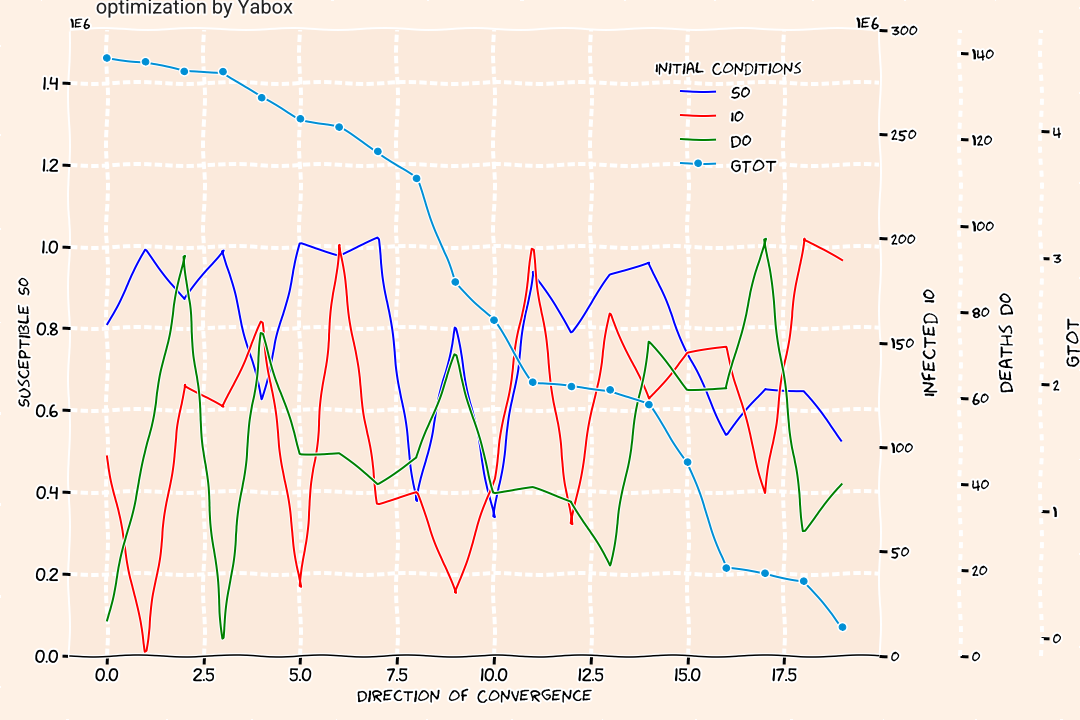 optimization by Yabox
1E6
1E6
INITIAL CONDITIONS
S0
I0
D0
GTOT
1.4
1.2
1.0
0.8
0.6
0.4
0.2
0.0
SUSCEPTIBLE S0
0.0 2.5 5.0 7.5 10.0 12.5 15.0 17.5
DIRECTION OF CONVERGENCE
300
250
200
150
100
50
0
INFECTED I0
140
120
100
80
60
40
20
0
DEATHS D0
4
3
2
1
0
GTOT